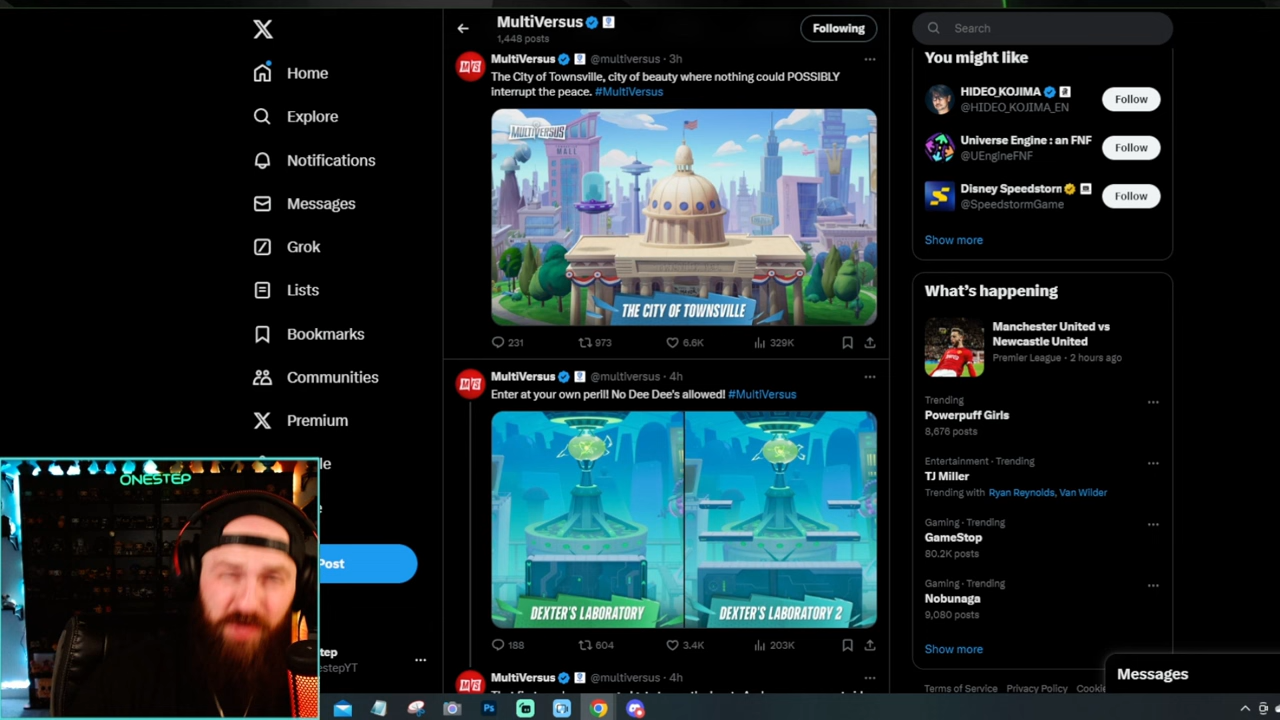 MultiVersus
1,448 posts
Following
Search
Home
Explore
Notifications
Messages
Grok
Lists
Bookmarks
Communities
Premium
Post
ONESTEP
MultiVersus @multiversus · 3h
The City of Townsville, city of beauty where nothing could POSSIBLY
interrupt the peace. #MultiVersus
MULTIVERSUS
MALL
THE CITY OF TOWNSVILLE
231 973 6.6K 329K
MultiVersus @multiversus · 4h
Enter at your own peril! No Dee Dee's allowed! #MultiVersus
DEXTER'S LABORATORY
DEXTER'S LABORATORY 2
188 604 3.4K 203K
MultiVersus @multiversus · 4h
You might like
HIDEO_KOJIMA
@HIDEO_KOJIMA_EN
Follow
Universe Engine : an FNF
@UEngineFNF
Follow
Disney Speedstorm
@SpeedstormGame
Follow
Show more
What's happening
Manchester United vs
Newcastle United
Premier League · 2 hours ago
Trending
Powerpuff Girls
8,676 posts
Entertainment · Trending
TJ Miller
Trending with Ryan Reynolds, Van Wilder
Gaming · Trending
GameStop
80.2K posts
Gaming · Trending
Nobunaga
9,080 posts
Show more
Terms of Service Privacy Policy Cookie
Messages